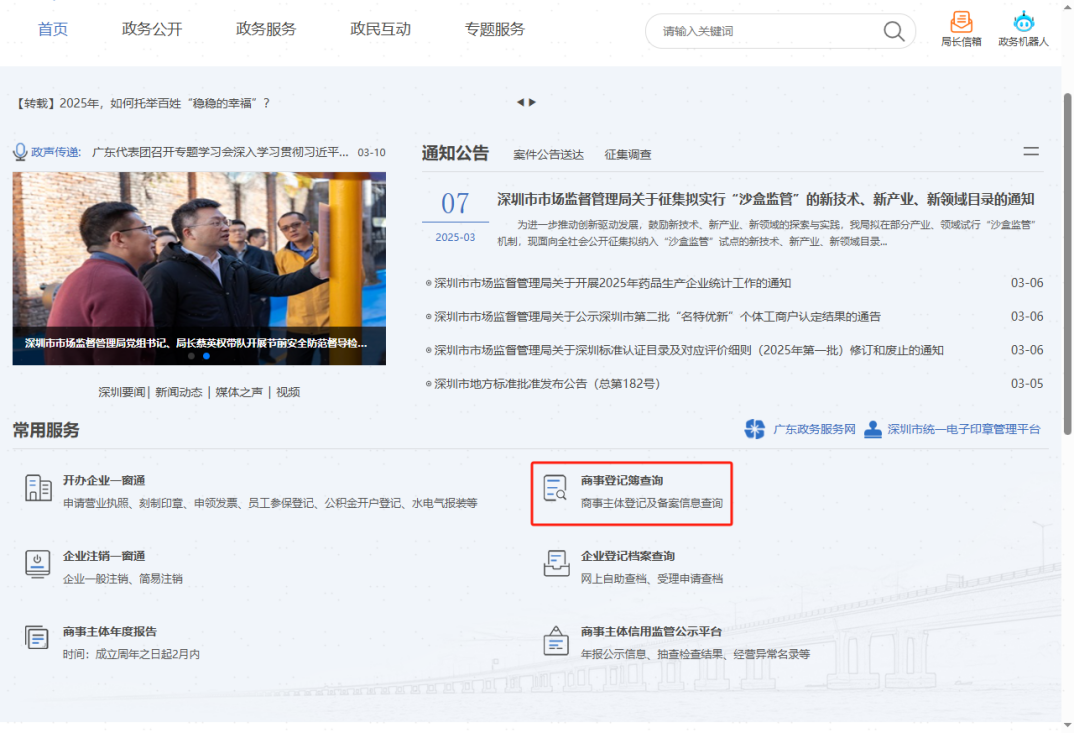 首页
政务公开
政务服务
政民互动
专题服务
请输入关键词
局长信箱
政务机器人
【转载】2025年，如何托举百姓“稳稳的幸福”？
政声传递:
广东代表团召开专题学习会深入学习贯彻习近平...
03-10
深圳市市场监督管理局党组书记、局长蔡英权带队开展节前安全防范督导检...
深圳要闻| 新闻动态 | 媒体之声 | 视频
通知公告
案件公告送达
征集调查
07
2025-03
深圳市市场监督管理局关于征集拟实行“沙盒监管”的新技术、新产业、新领域目录的通知
为进一步推动创新驱动发展，鼓励新技术、新产业、新领域的探索与实践，我局拟在部分产业、领域试行“沙盒监管”
机制，现面向全社会公开征集拟纳入“沙盒监管”试点的新技术、新产业、新领域目录...
深圳市市场监督管理局关于开展2025年药品生产企业统计工作的通知
03-06
深圳市市场监督管理局关于公示深圳市第二批“名特优新”个体工商户认定结果的通告
03-06
深圳市市场监督管理局关于深圳标准认证目录及对应评价细则（2025年第一批）修订和废止的通知
03-06
深圳市地方标准批准发布公告（总第182号）
03-05
常用服务
广东政务服务网
深圳市统一电子印章管理平台
开办企业一窗通
申请营业执照、刻制印章、申领发票、员工参保登记、公积金开户登记、水电气报装等
商事登记簿查询
商事主体登记及备案信息查询
企业注销一窗通
企业一般注销、简易注销
企业登记档案查询
网上自助查档、受理申请查档
商事主体年度报告
时间：成立周年之日起2月内
商事主体信用监管公示平台
年报公示信息、抽查检查结果、经营异常名录等